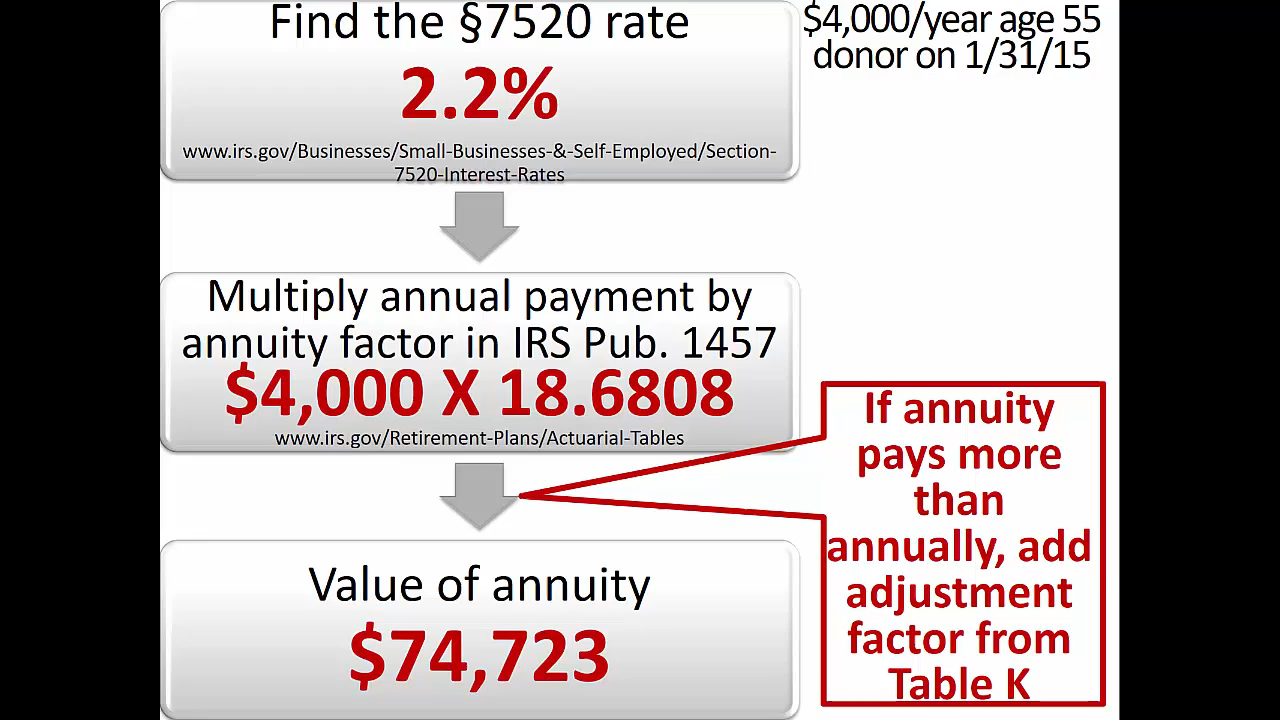 Find the §7520 rate
2.2%
www.irs.gov/Businesses/Small-Businesses-&-Self-Employed/Section-
7520-Interest-Rates
$4,000/year age 55
donor on 1/31/15
Multiply annual payment by
annuity factor in IRS Pub. 1457
$4,000 X 18.6808
www.irs.gov/Retirement-Plans/Actuarial-Tables
If annuity
pays more
than
annually, add
adjustment
factor from
Table K
Value of annuity
$74,723